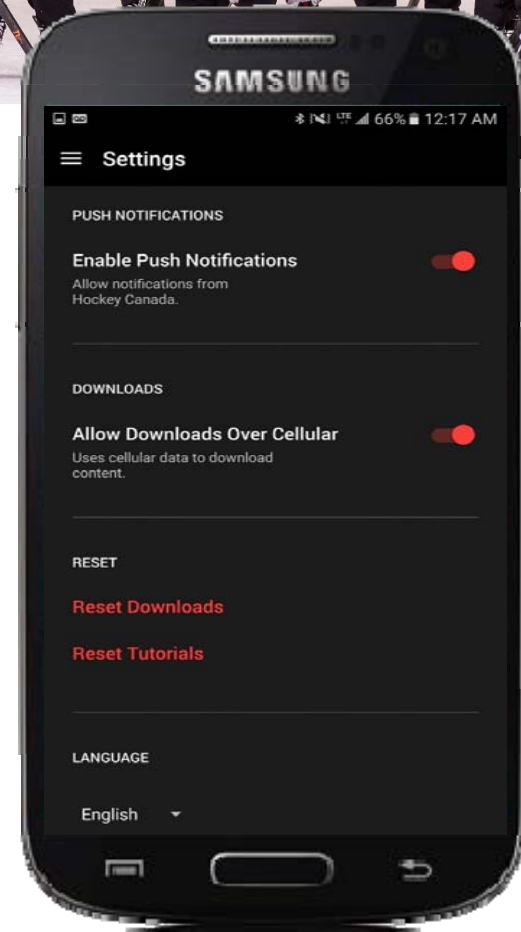 SAMSUNG
LTE 66% 12:17 AM
Settings
PUSH NOTIFICATIONS
Enable Push Notifications
Allow notifications from
Hockey Canada.
DOWNLOADS
Allow Downloads Over Cellular
Uses cellular data to download
content.
RESET
Reset Downloads
Reset Tutorials
LANGUAGE
English